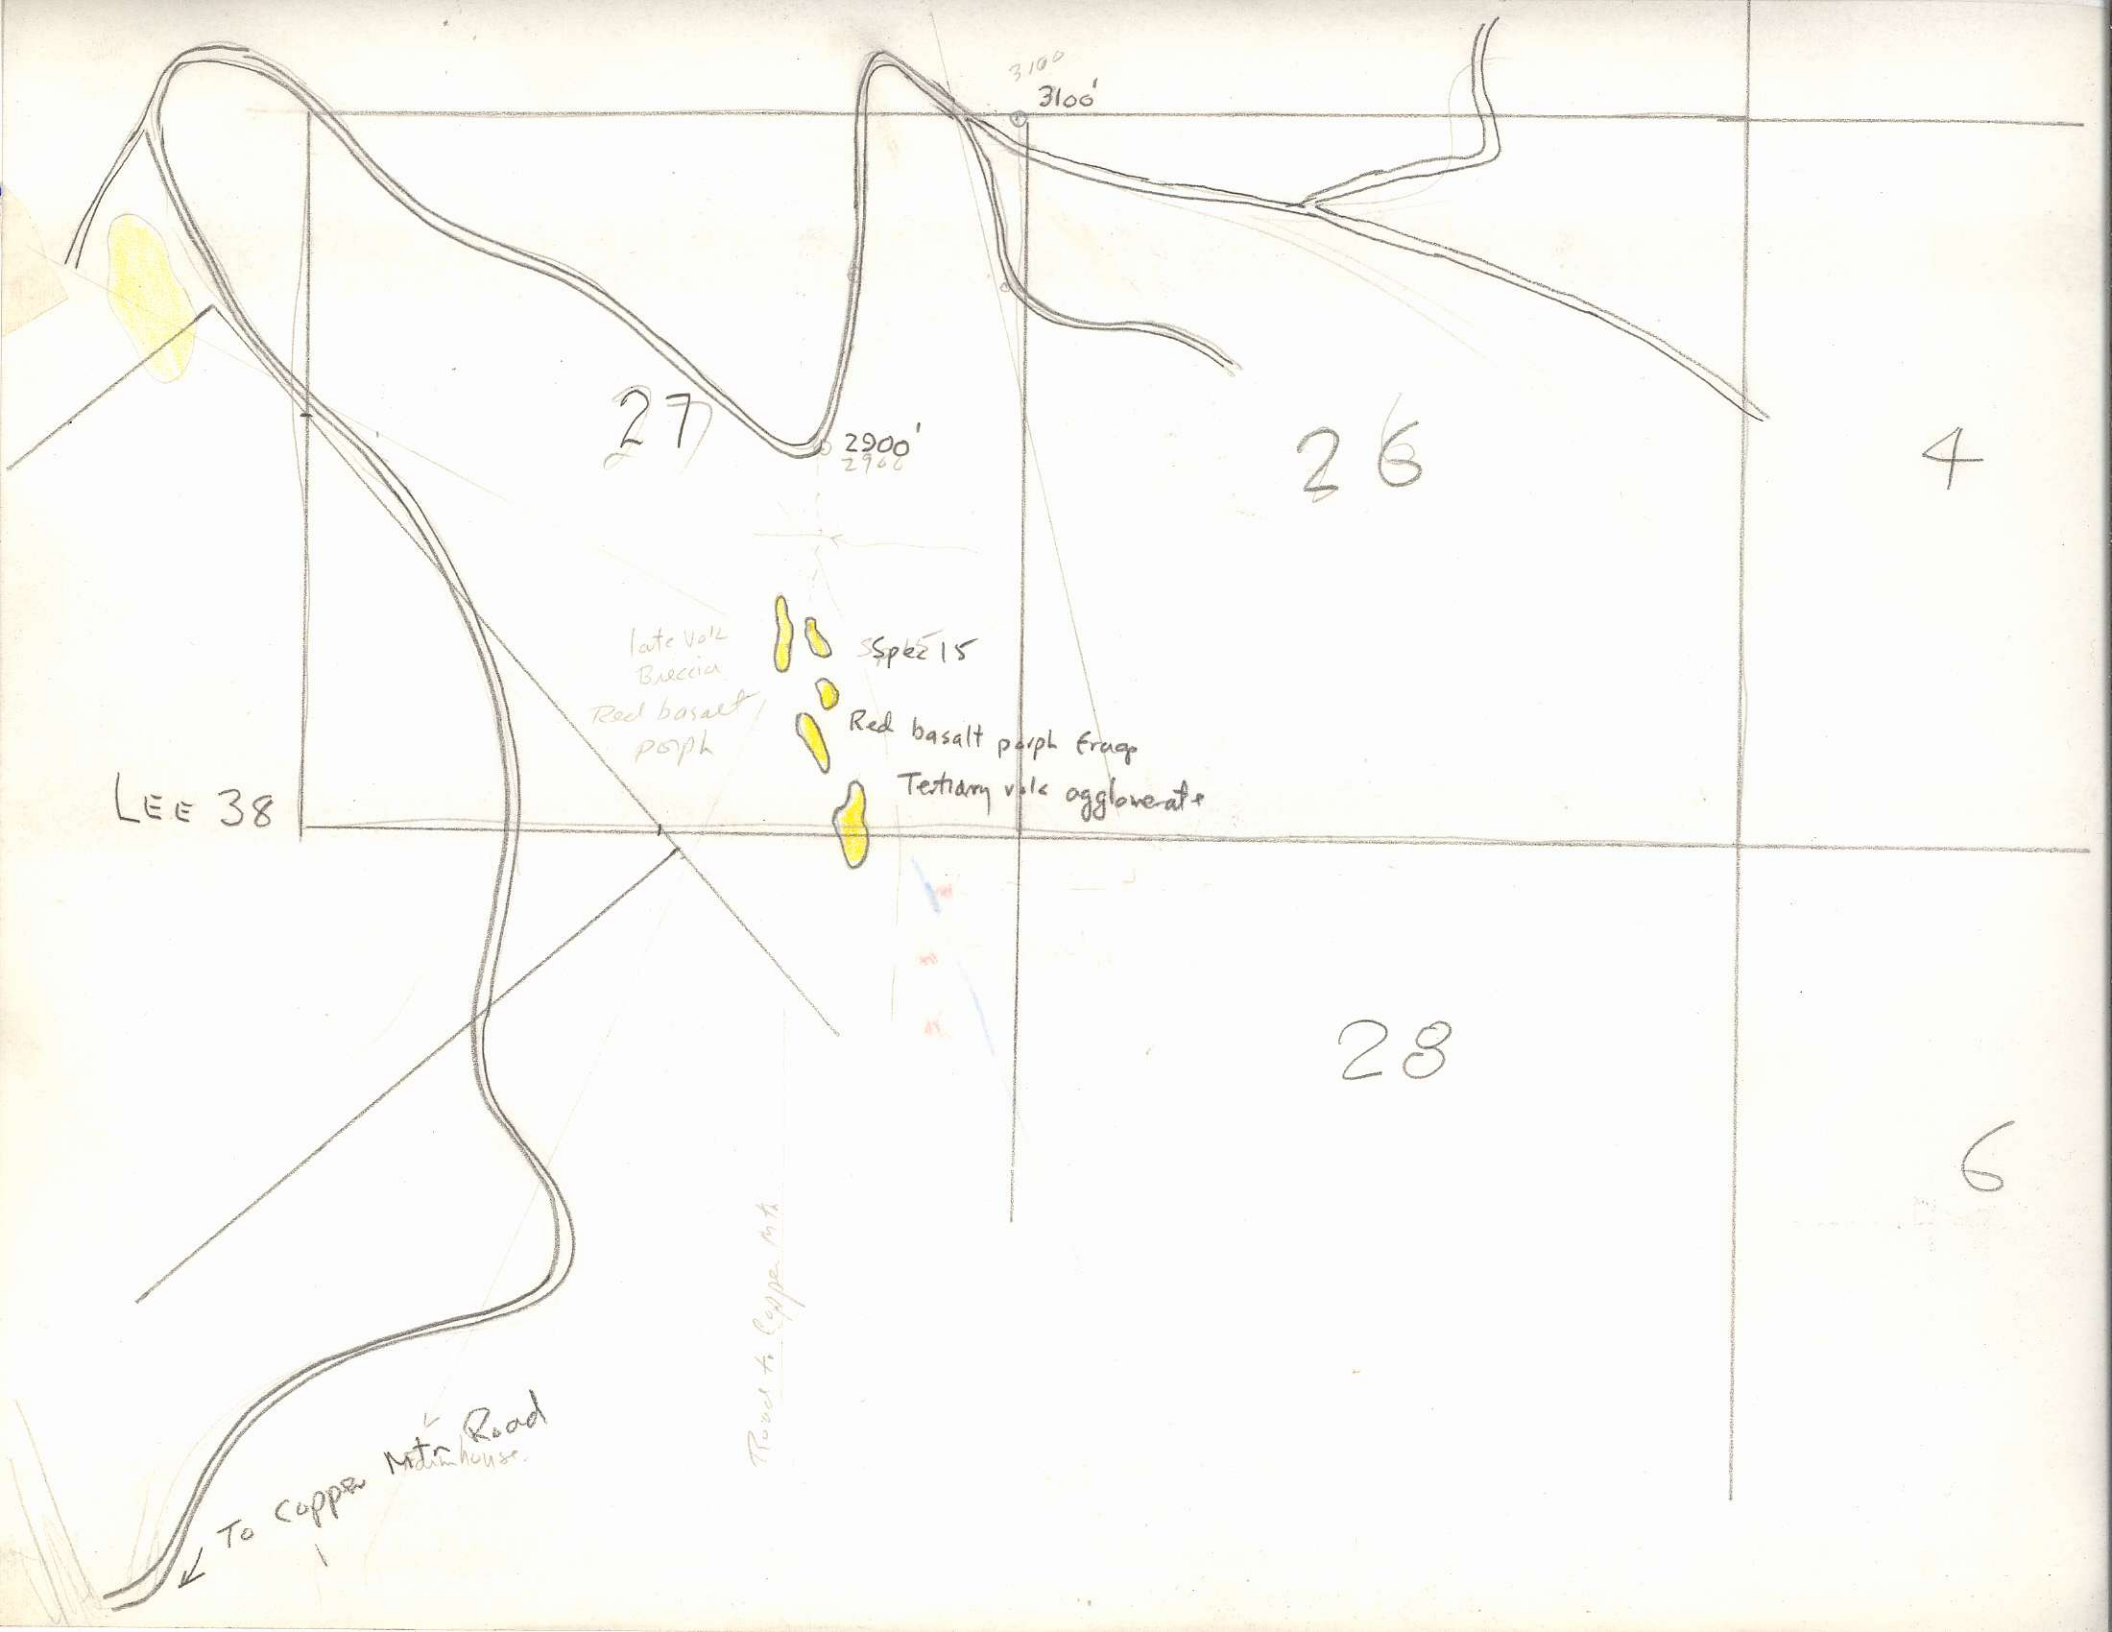 3100
3100'
27
2900'
2900
26
4
late volc
Breccia
Red basalt
porph
Spec 15
Red basalt porph frags
Tertiary volc agglomerate
LEE 38
28
6
Road to Copper Mtn
To Copper Mtn Road